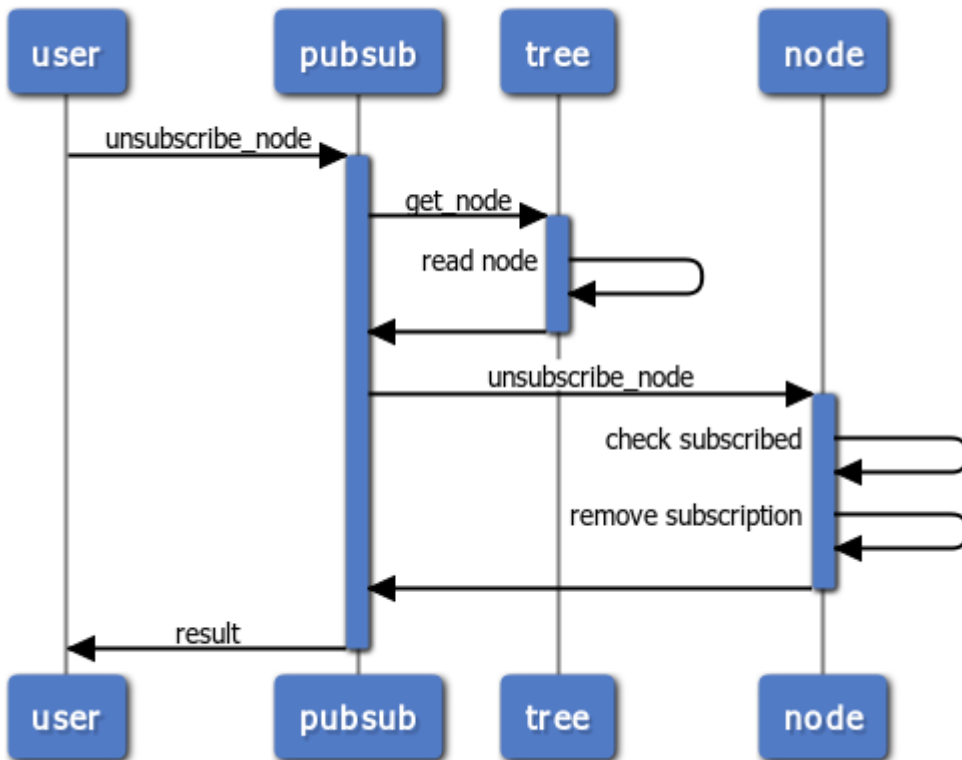 user pubsub tree node
unsubscribe_node
get_node
read node
unsubscribe_node
check subscribed
remove subscription
result
user pubsub tree node